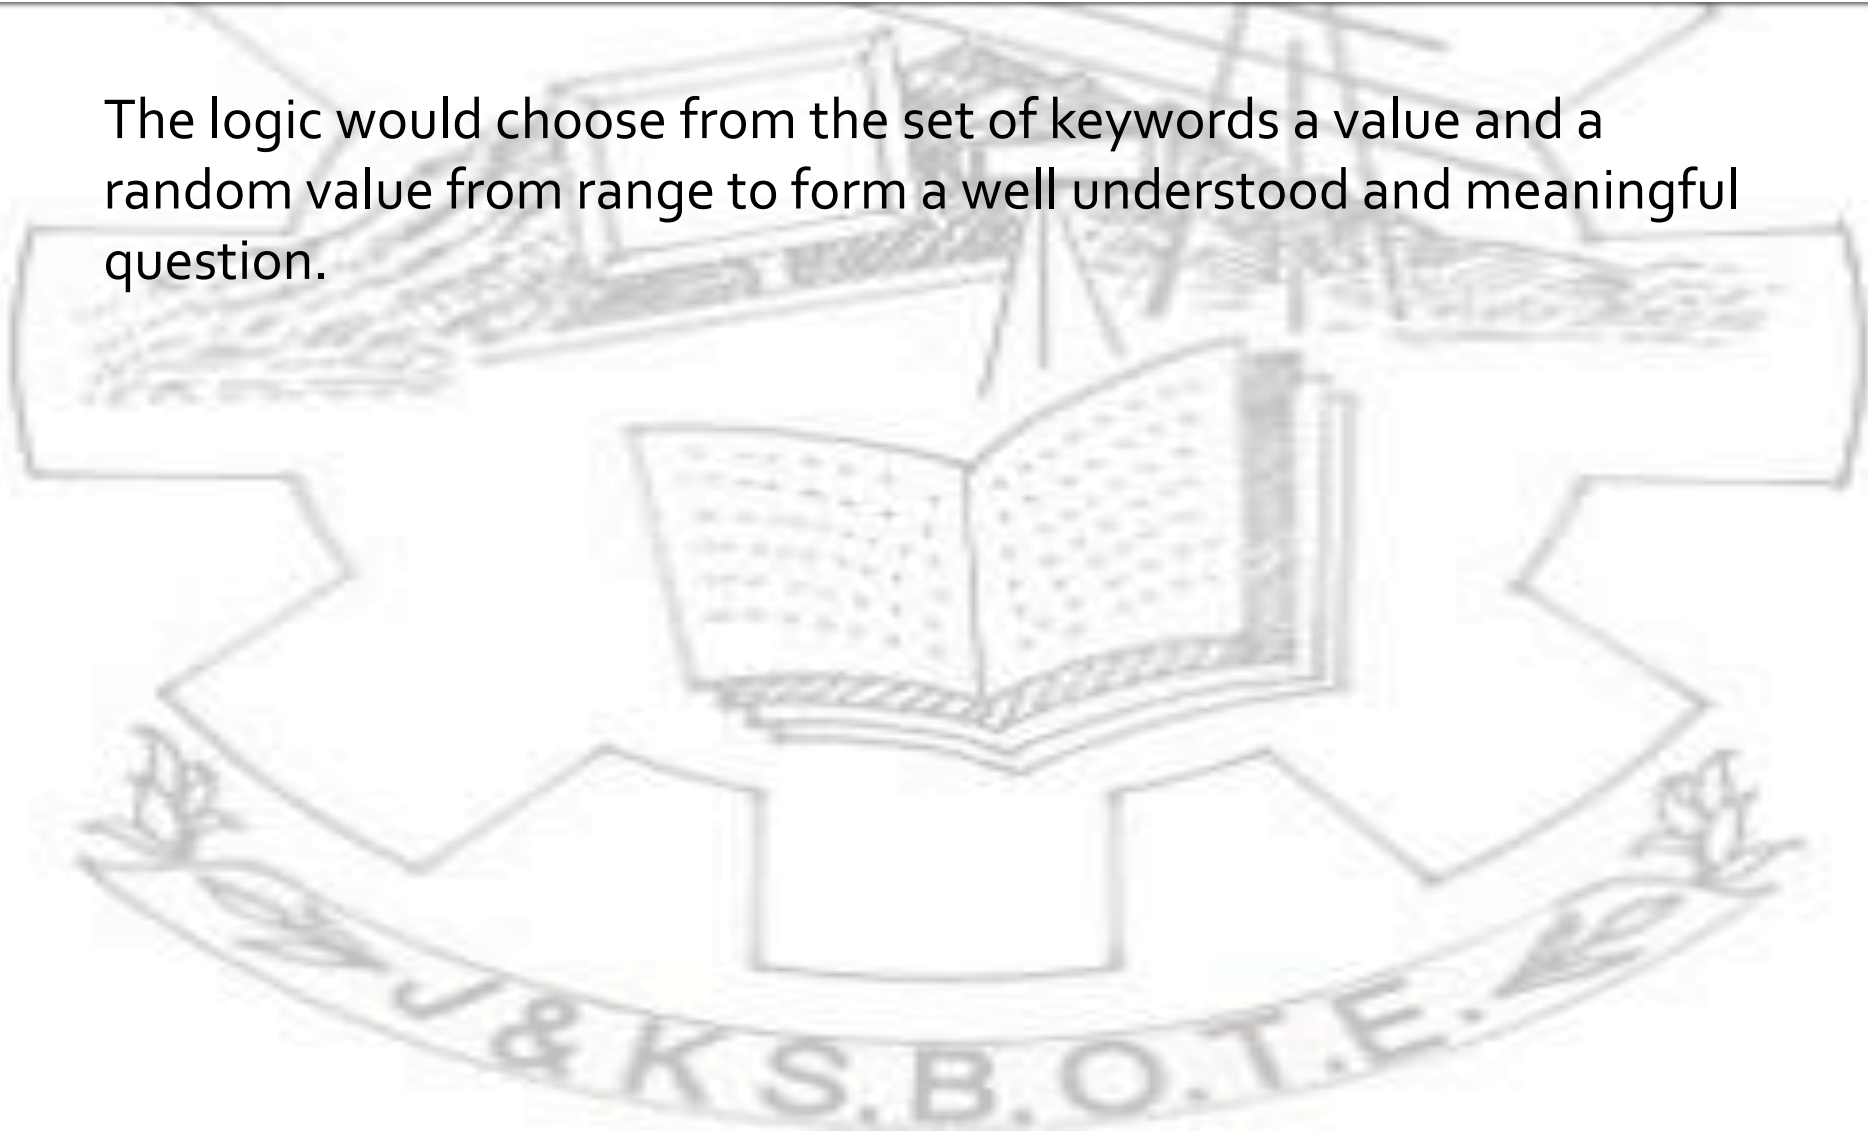 The logic would choose from the set of keywords a value and a
random value from range to form a well understood and meaningful
question.
J & K S.B.O.T.E.